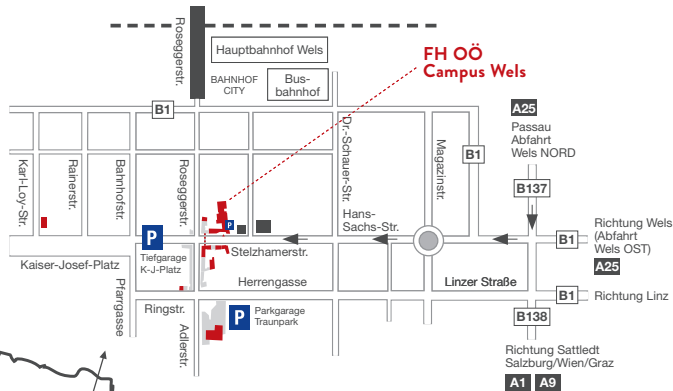 Roseggerstr.
Hauptbahnhof Wels
BAHNHOF
CITY
Bus-
bahnhof
FH OÖ
Campus Wels
B1
A25
Passau
Abfahrt
Wels NORD
B137
Karl-Loy-Str.
Rainerstr.
Bahnhofstr.
Roseggerstr.
Dr.-Schauer-Str.
Magazinstr.
B1
P
Hans-
Sachs-Str.
Richtung Wels
(Abfahrt
Wels OST)
B1
A25
P
Tiefgarage
K-J-Platz
Stelzhamerstr.
Kaiser-Josef-Platz
Herrengasse
Linzer Straße
B1
Richtung Linz
Pfarrgasse
Ringstr.
Adlerstr.
P
Parkgarage
Traunpark
B138
Richtung Sattledt
Salzburg/Wien/Graz
A1
A9